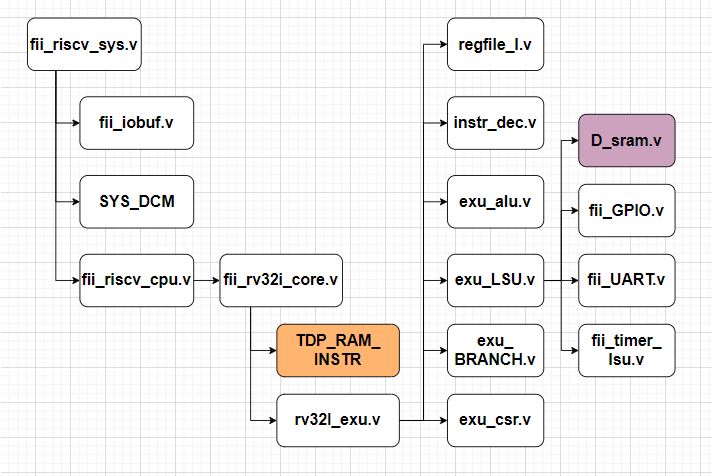 fii_riscv_sys.v
fii_iobuf.v
SYS_DCM
fii_riscv_cpu.v
fii_rv32i_core.v
TDP_RAM_
INSTR
rv32I_exu.v
regfile_I.v
instr_dec.v
exu_alu.v
exu_LSU.v
exu_
BRANCH.v
exu_csr.v
D_sram.v
fii_GPIO.v
fii_UART.v
fii_timer_
lsu.v